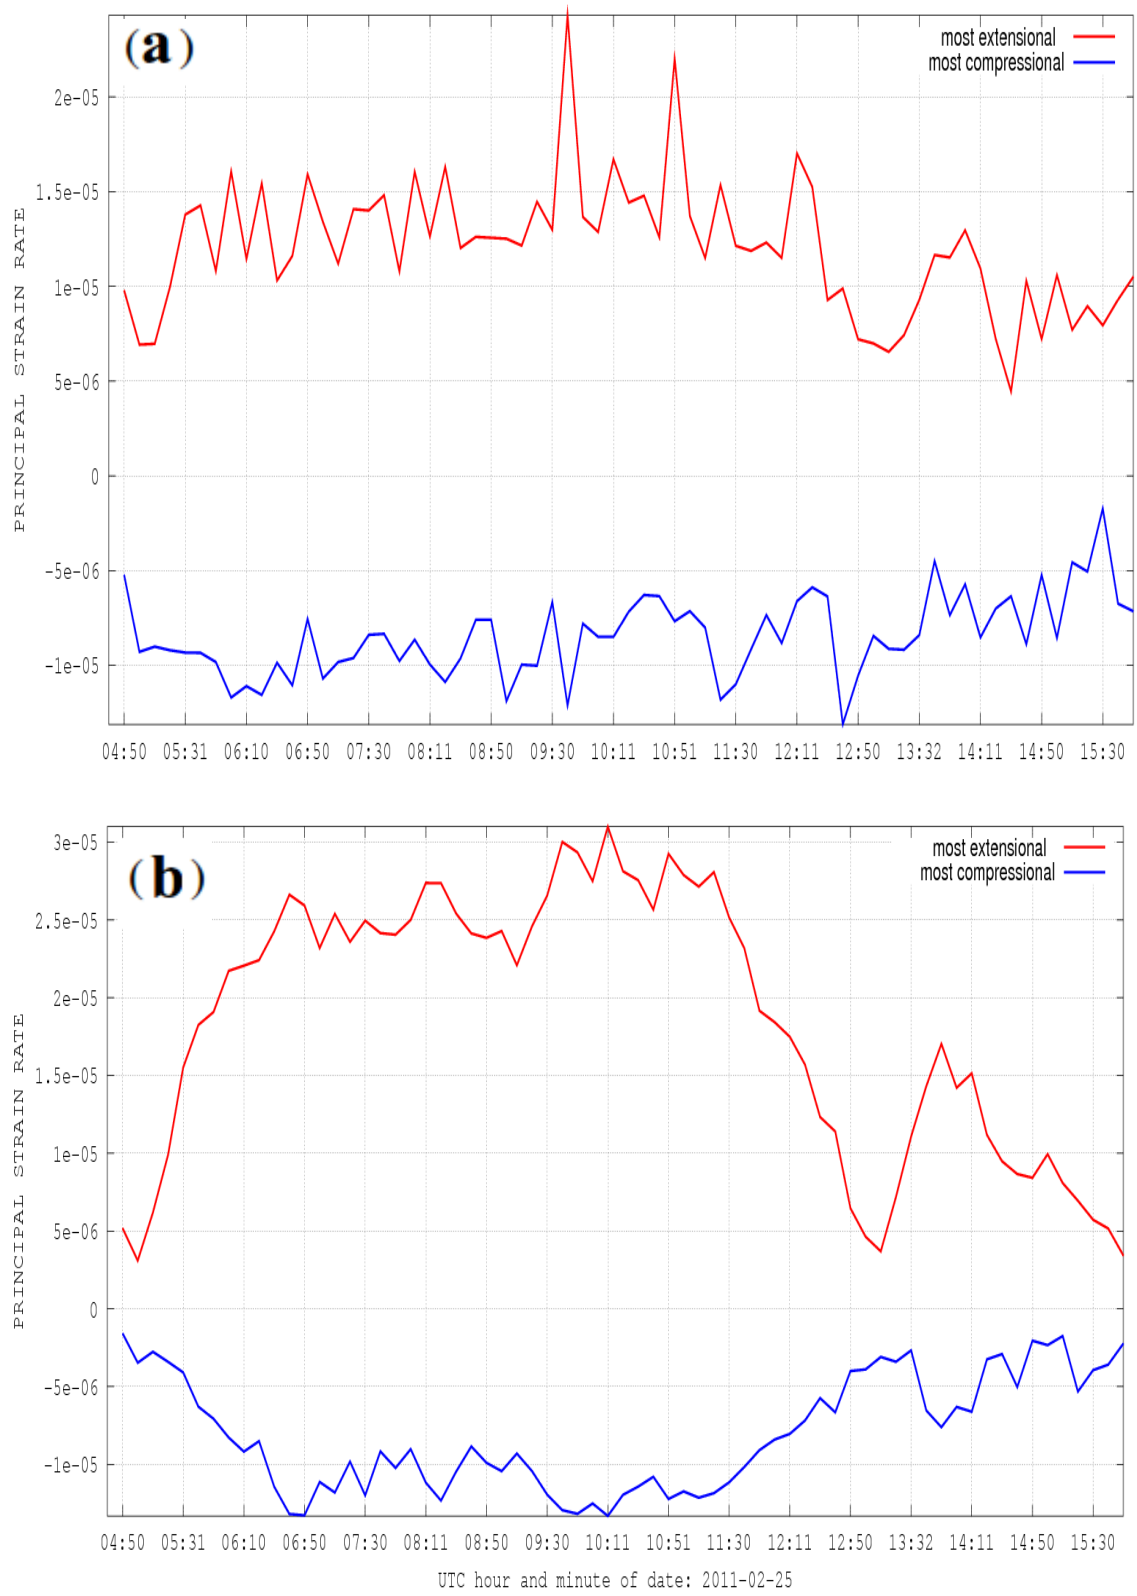 (a)
most extensional
most compressional
PRINCIPAL STRAIN RATE
2e-05
1.5e-05
1e-05
5e-06
0
-5e-06
-1e-05
04:50 05:31 06:10 06:50 07:30 08:11 08:50 09:30 10:11 10:51 11:30 12:11 12:50 13:32 14:11 14:50 15:30
(b)
most extensional
most compressional
PRINCIPAL STRAIN RATE
3e-05
2.5e-05
2e-05
1.5e-05
1e-05
5e-06
0
-5e-06
-1e-05
04:50 05:31 06:10 06:50 07:30 08:11 08:50 09:30 10:11 10:51 11:30 12:11 12:50 13:32 14:11 14:50 15:30
UTC hour and minute of date: 2011-02-25